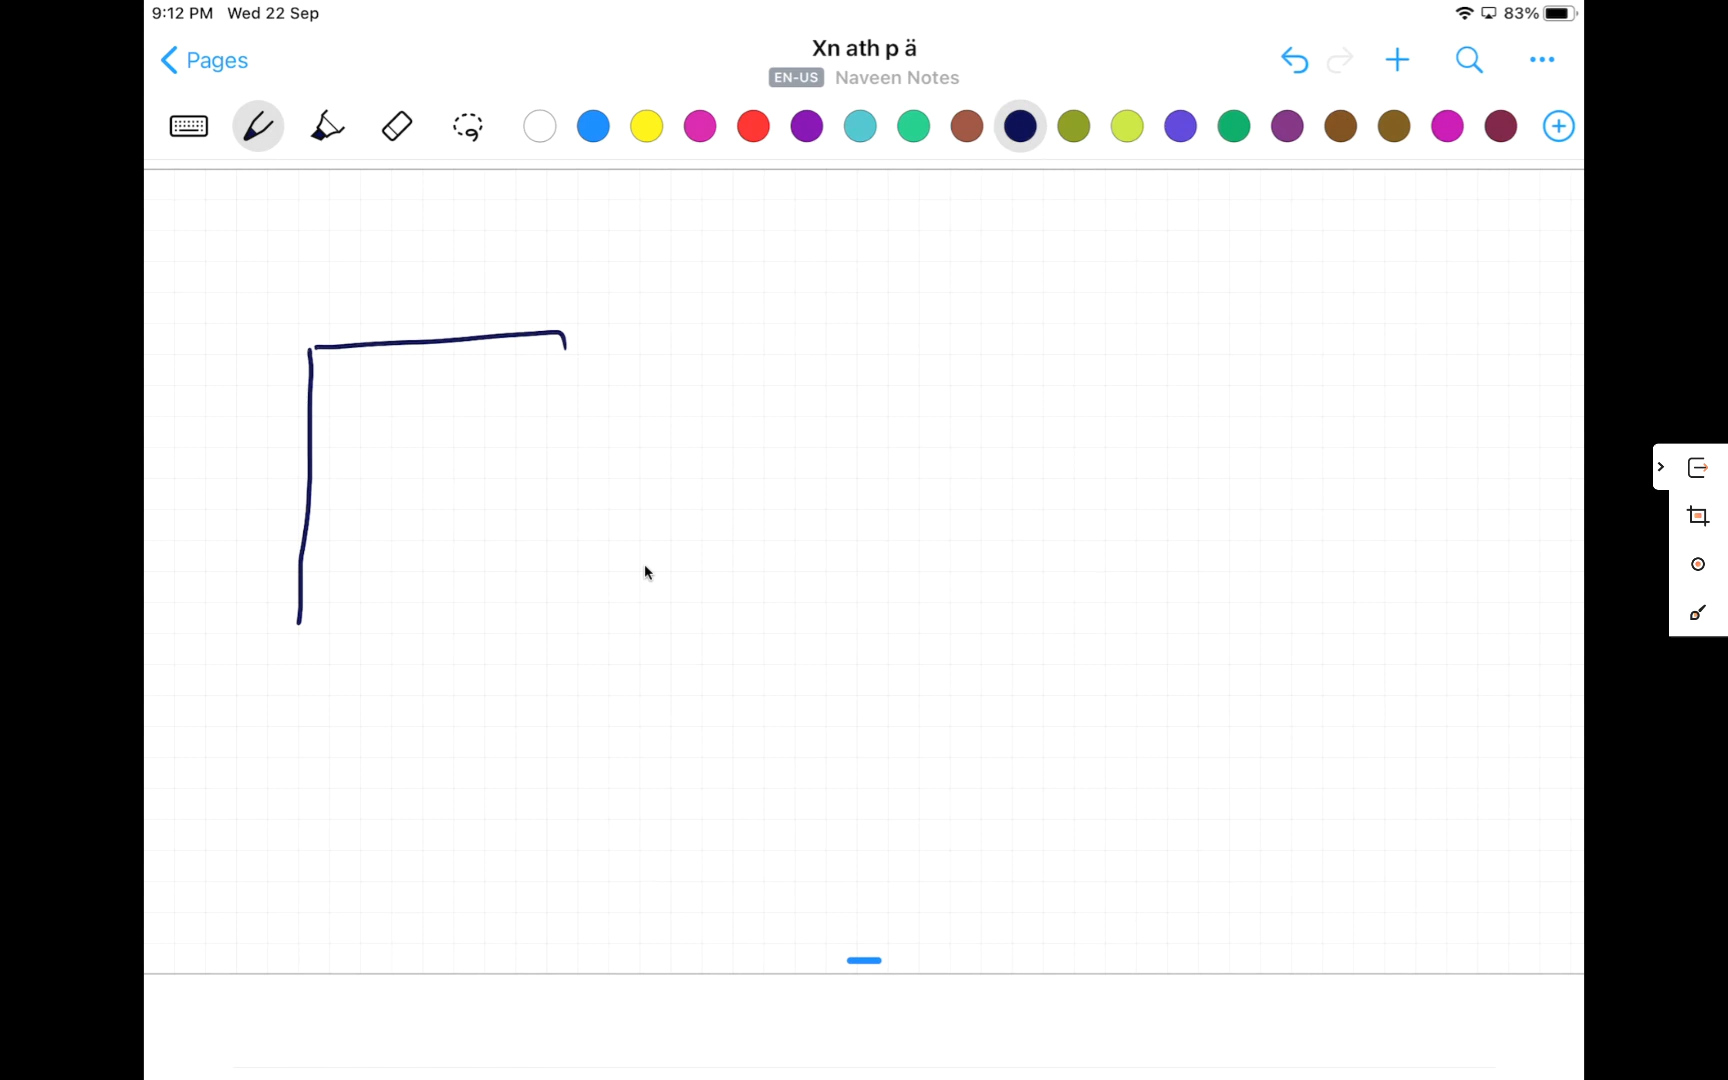 9:12 PM Wed 22 Sep 83%
Pages
Xn ath p ä
EN-US Naveen Notes